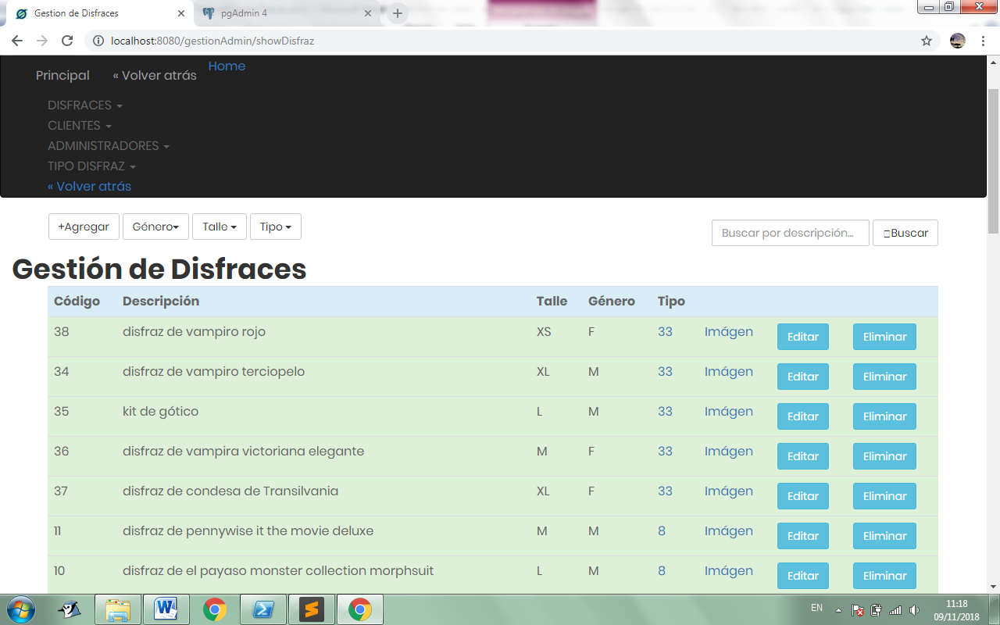 Gestion de Disfraces
pgAdmin 4
localhost:8080/gestionAdmin/showDisfraz
Principal « Volver atrás Home
DISFRACES
CLIENTES
ADMINISTRADORES
TIPO DISFRAZ
« Volver atrás
+Agregar Género Talle Tipo Buscar por descripción... Buscar
Gestión de Disfraces
Código Descripción Talle Género Tipo
38 disfraz de vampiro rojo XS F 33 Imágen Editar Eliminar
34 disfraz de vampiro terciopelo XL M 33 Imágen Editar Eliminar
35 kit de gótico L M 33 Imágen Editar Eliminar
36 disfraz de vampira victoriana elegante M F 33 Imágen Editar Eliminar
37 disfraz de condesa de Transilvania XL F 33 Imágen Editar Eliminar
11 disfraz de pennywise it the movie deluxe M M 8 Imágen Editar Eliminar
10 disfraz de el payaso monster collection morphsuit L M 8 Imágen Editar Eliminar
EN 11:18
09/11/2018